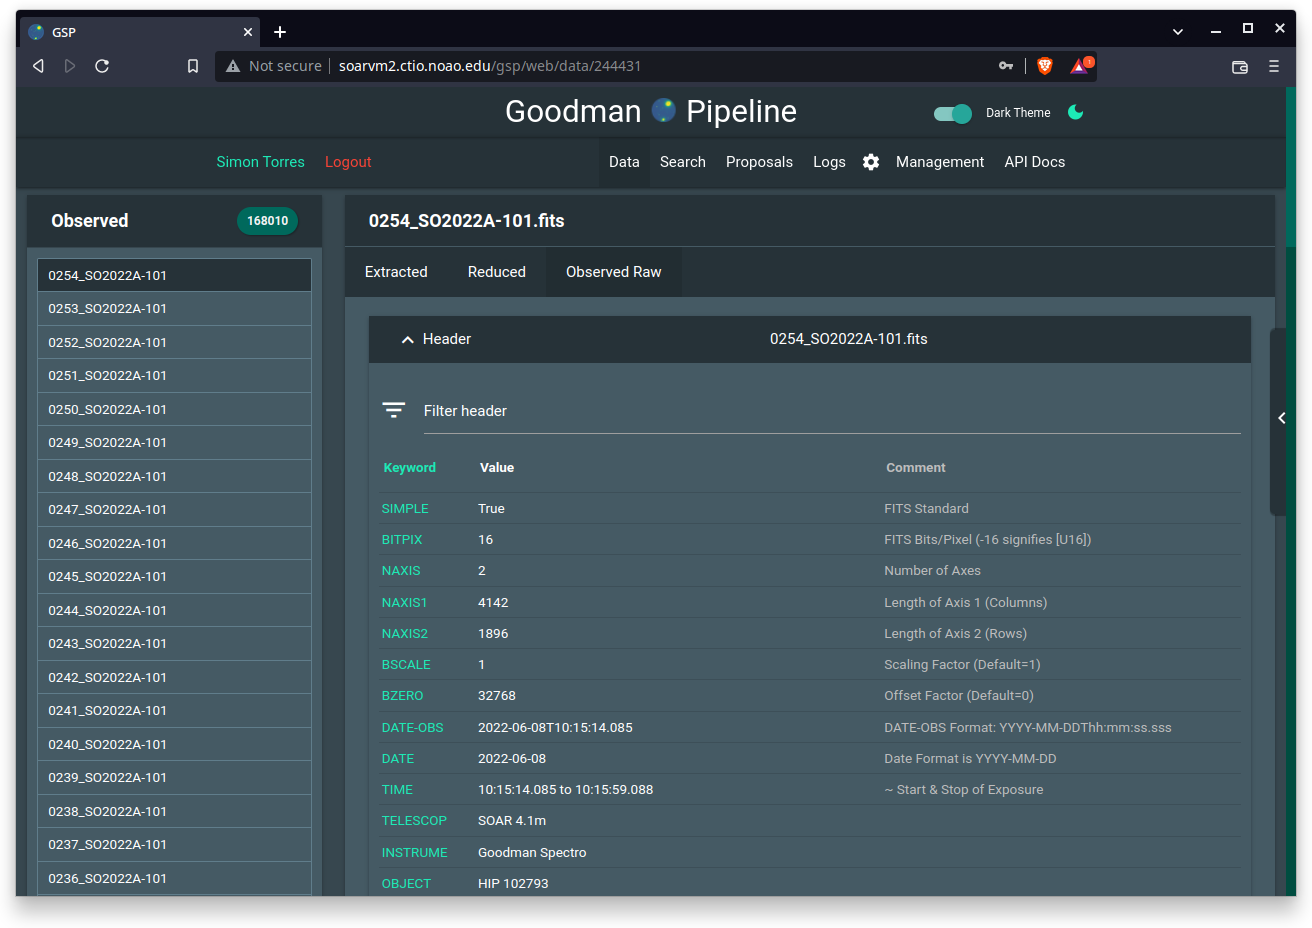 GSP
Not secure soarvm2.ctio.noao.edu/gsp/web/data/244431
1
Goodman Pipeline
Dark Theme
Simon Torres Logout Data Search Proposals Logs Management API Docs
Observed 168010
0254_SO2022A-101
0253_SO2022A-101
0252_SO2022A-101
0251_SO2022A-101
0250_SO2022A-101
0249_SO2022A-101
0248_SO2022A-101
0247_SO2022A-101
0246_SO2022A-101
0245_SO2022A-101
0244_SO2022A-101
0243_SO2022A-101
0242_SO2022A-101
0241_SO2022A-101
0240_SO2022A-101
0239_SO2022A-101
0238_SO2022A-101
0237_SO2022A-101
0236_SO2022A-101
0254_SO2022A-101.fits
Extracted Reduced Observed Raw
Header 0254_SO2022A-101.fits
Filter header
Keyword Value Comment
SIMPLE True FITS Standard
BITPIX 16 FITS Bits/Pixel (-16 signifies [U16])
NAXIS 2 Number of Axes
NAXIS1 4142 Length of Axis 1 (Columns)
NAXIS2 1896 Length of Axis 2 (Rows)
BSCALE 1 Scaling Factor (Default=1)
BZERO 32768 Offset Factor (Default=0)
DATE-OBS 2022-06-08T10:15:14.085 DATE-OBS Format: YYYY-MM-DDThh:mm:ss.sss
DATE 2022-06-08 Date Format is YYYY-MM-DD
TIME 10:15:14.085 to 10:15:59.088 ~ Start & Stop of Exposure
TELESCOP SOAR 4.1m
INSTRUME Goodman Spectro
OBJECT HIP 102793